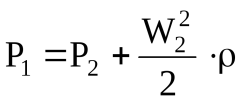 P₁ = P₂ + W₂²/2 · ρ